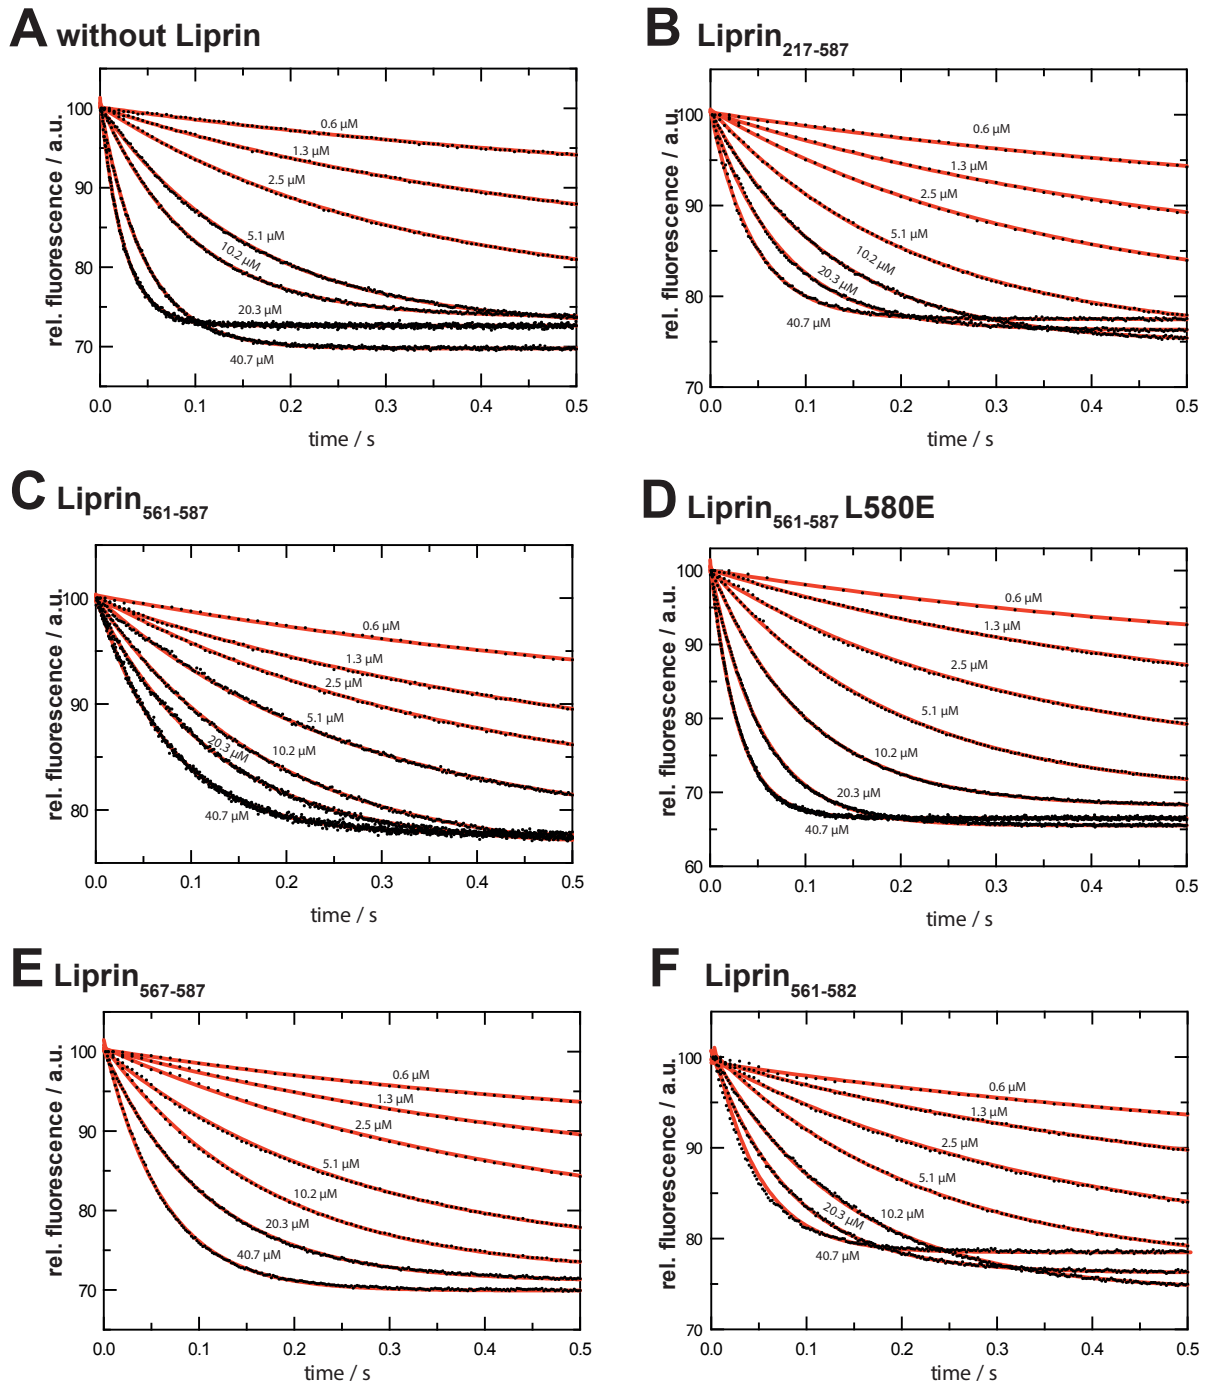 A without Liprin
rel. fluorescence / a.u.
100
90
80
70
0.6 µM
1.3 µM
2.5 µM
5.1 µM
10.2 µM
20.3 µM
40.7 µM
0.0 0.1 0.2 0.3 0.4 0.5
time / s
B Liprin217-587
rel. fluorescence / a.u.
100
90
80
70
0.6 µM
1.3 µM
2.5 µM
5.1 µM
10.2 µM
20.3 µM
40.7 µM
0.0 0.1 0.2 0.3 0.4 0.5
time / s
C Liprin561-587
rel. fluorescence / a.u.
100
90
80
0.6 µM
1.3 µM
2.5 µM
5.1 µM
10.2 µM
20.3 µM
40.7 µM
0.0 0.1 0.2 0.3 0.4 0.5
time / s
D Liprin561-587 L580E
rel. fluorescence / a.u.
100
90
80
70
60
0.6 µM
1.3 µM
2.5 µM
5.1 µM
10.2 µM
20.3 µM
40.7 µM
0.0 0.1 0.2 0.3 0.4 0.5
time / s
E Liprin567-587
rel. fluorescence / a.u.
100
90
80
70
0.6 µM
1.3 µM
2.5 µM
5.1 µM
10.2 µM
20.3 µM
40.7 µM
0.0 0.1 0.2 0.3 0.4 0.5
time / s
F Liprin561-582
rel. fluorescence / a.u.
100
90
80
70
0.6 µM
1.3 µM
2.5 µM
5.1 µM
10.2 µM
20.3 µM
40.7 µM
0.0 0.1 0.2 0.3 0.4 0.5
time / s